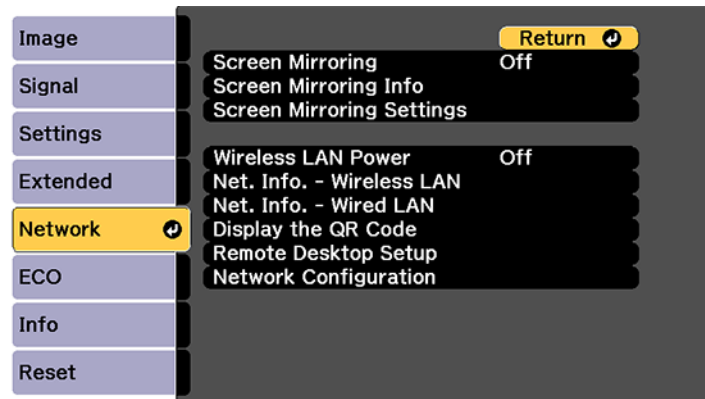 Image
Signal
Settings
Extended
Network
ECO
Info
Reset
Return
Screen Mirroring Off
Screen Mirroring Info
Screen Mirroring Settings
Wireless LAN Power Off
Net. Info. - Wireless LAN
Net. Info. - Wired LAN
Display the QR Code
Remote Desktop Setup
Network Configuration